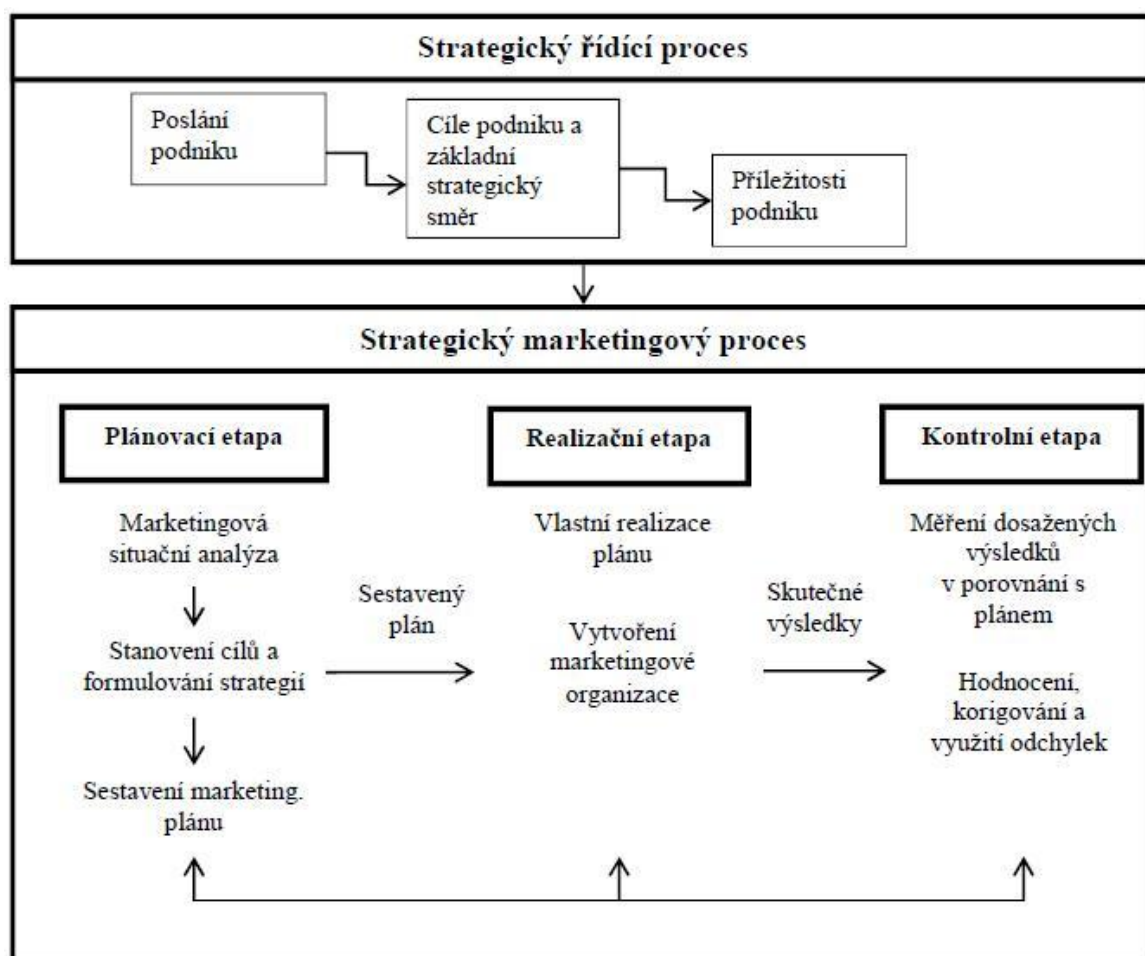 Strategický řídící proces
Poslání
podniku
Cíle podniku a
základní
strategický
směr
Příležitosti
podniku
Strategický marketingový proces
Plánovací etapa
Marketingová
situační analýza
Stanovení cílů a
formulování strategií
Sestavení marketing.
plánu
Sestavený
plán
Realizační etapa
Vlastní realizace
plánu
Vytvoření
marketingové
organizace
Skutečné
výsledky
Kontrolní etapa
Měření dosažených
výsledků
v porovnání s
plánem
Hodnocení,
korigování a
využití odchylek